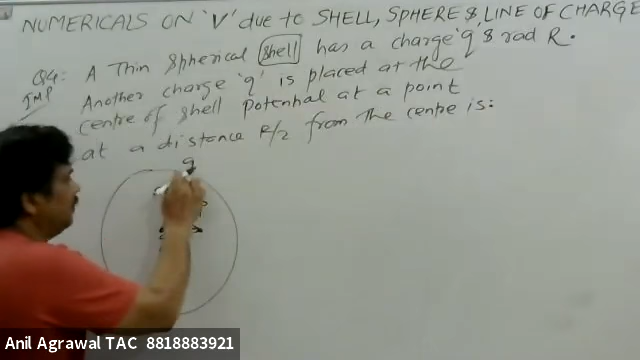 NUMERICALS ON 'V' due to SHELL, SPHERE & LINE OF CHARGE
Q4: A Thin spherical shell has a charge 'q & rad R.
IMP Another charge 'q' is placed at the
centre of shell Potential at a point
at a distance R/2 from the centre is:
q
Anil Agrawal TAC 8818883921